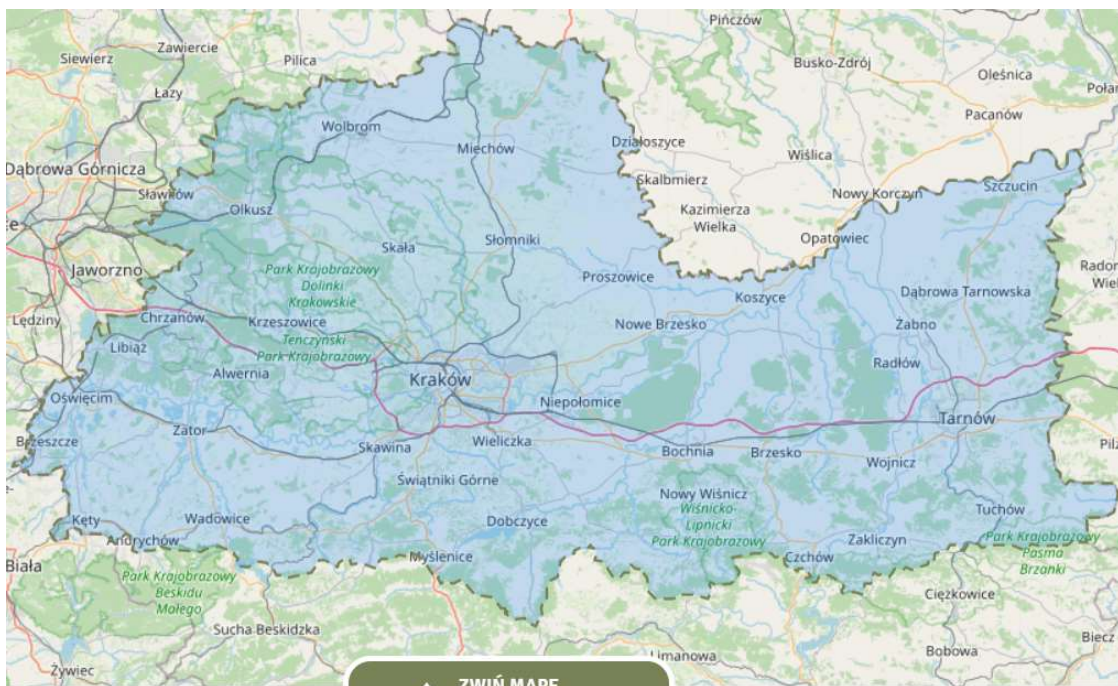 Siewierz
Zawiercie
Pilica
Pińczów
Busko-Zdrój
Oleśnica
Łazy
Pacanów
Wolbrom
Miechów
Działoszyce
Wiślica
Dąbrowa Górnicza
Sławków
Skalbmierz
Nowy Korczyn
Szczucin
Olkusz
Kazimierza
Wielka
Skała
Słomniki
Opatowiec
Jaworzno
Park Krajobrazowy
Dolinki
Krakowskie
Proszowice
Koszyce
Dąbrowa Tarnowska
Lędziny
Chrzanów
Krzeszowice
Nowe Brzesko
Żabno
Libiąż
Tenczyński
Park Krajobrazowy
Alwernia
Radłów
Kraków
Oświęcim
Niepołomice
Tarnów
Brzeszcze
Zator
Skawina
Wieliczka
Bochnia
Brzesko
Wojnicz
Świątniki Górne
Nowy Wiśnicz
Wiśnicko-
Lipnicki
Park Krajobrazowy
Kęty
Wadowice
Dobczyce
Tuchów
Andrychów
Zakliczyn
Park Krajobrazowy
Pasma
Brzanki
Biała
Myślenice
Czchów
Park Krajobrazowy
Beskidu
Małego
Ciężkowice
Sucha Beskidzka
Biecz
Żywiec
Limanowa
Bobowa
ZWIŃ MAPĘ